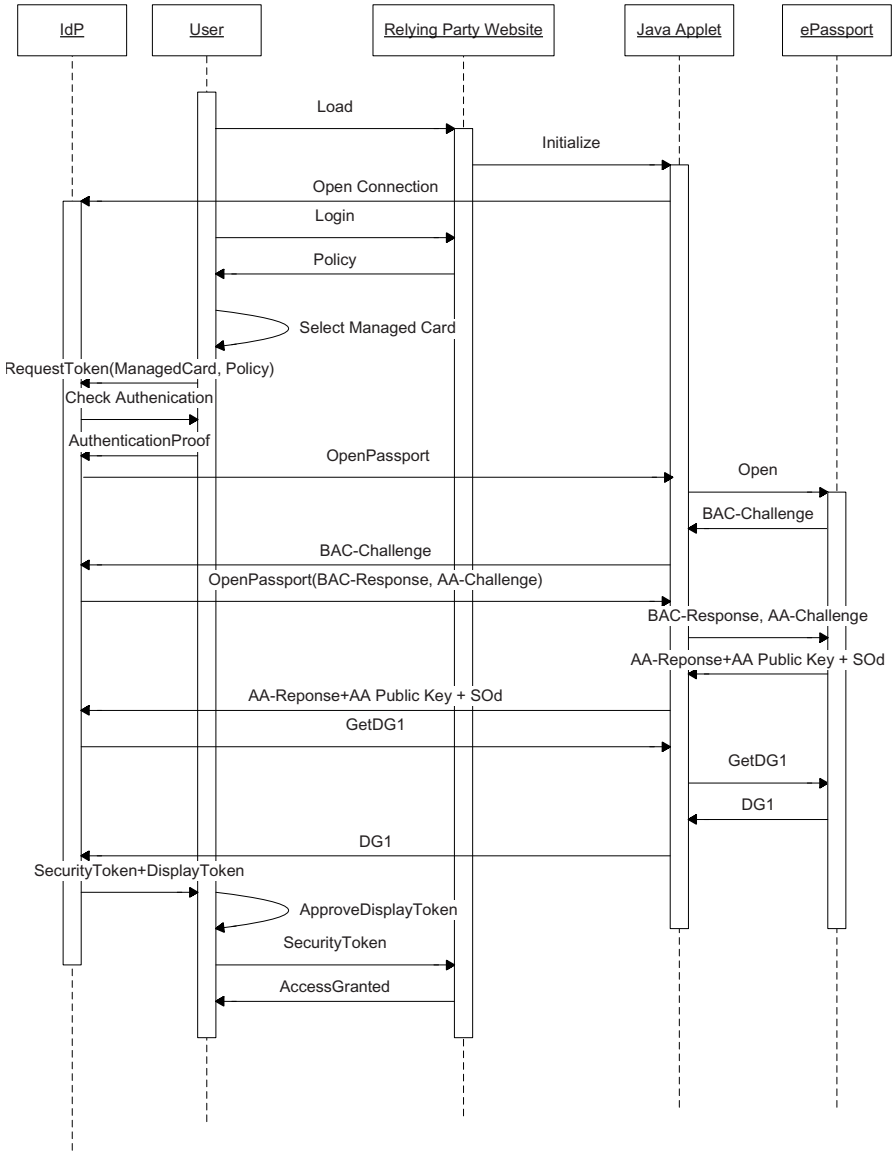 IdP
User
Relying Party Website
Java Applet
ePassport
Load
Initialize
Open Connection
Login
Policy
Select Managed Card
RequestToken(ManagedCard, Policy)
Check Authenication
AuthenticationProof
OpenPassport
Open
BAC-Challenge
BAC-Challenge
OpenPassport(BAC-Response, AA-Challenge)
BAC-Response, AA-Challenge
AA-Reponse+AA Public Key + SOd
AA-Reponse+AA Public Key + SOd
GetDG1
GetDG1
DG1
DG1
SecurityToken+DisplayToken
ApproveDisplayToken
SecurityToken
AccessGranted